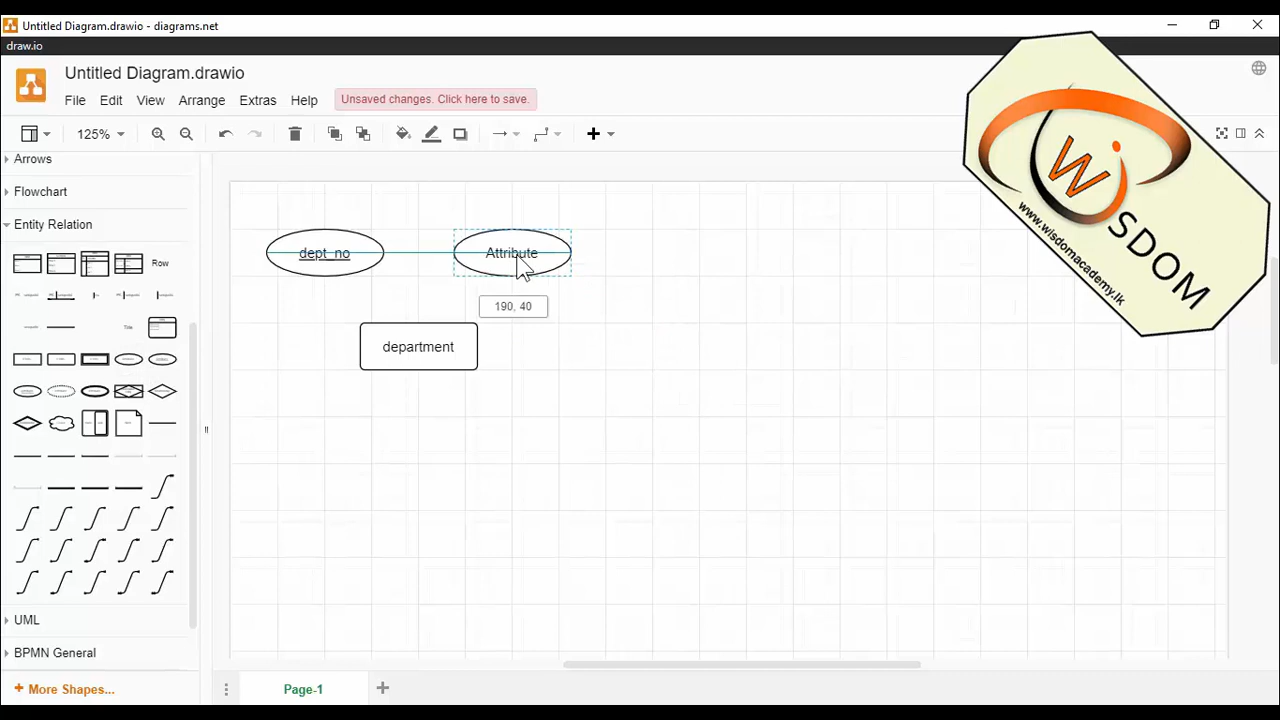 Untitled Diagram.drawio - diagrams.net
draw.io
Untitled Diagram.drawio
File Edit View Arrange Extras Help Unsaved changes. Click here to save.
125%
Arrows
Flowchart
Entity Relation
Row
Title
UML
BPMN General
+ More Shapes...
dept_no
Attribute
190, 40
department
Page-1
WISDOM
www.wisdomacademy.lk